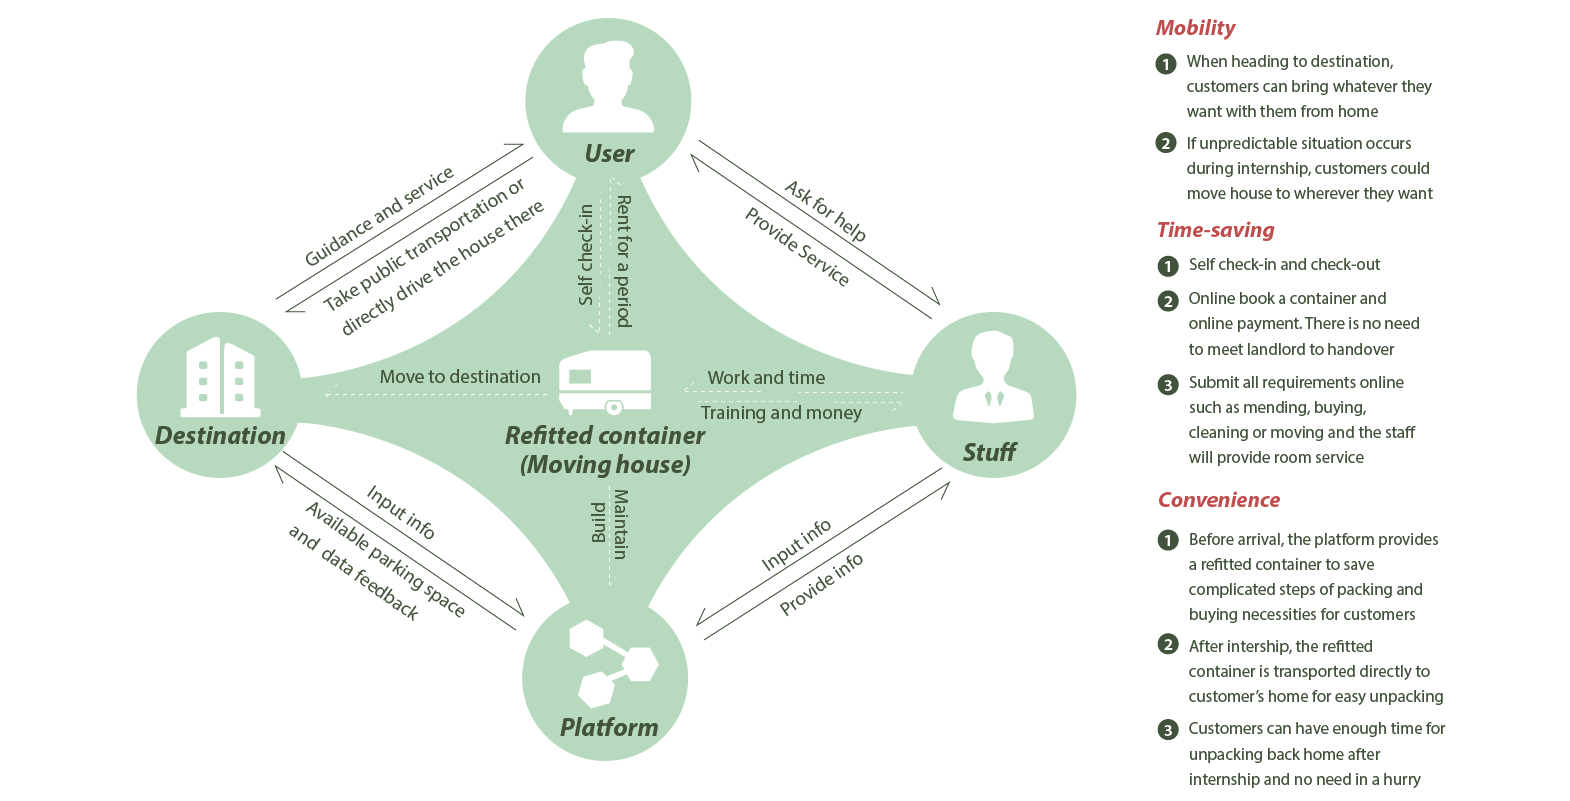 User
Guidance and service
Take public transportation or
directly drive the house there
Self check-in
Rent for a period
Ask for help
Provide Service
Destination
Move to destination
Refitted container
(Moving house)
Work and time
Training and money
Stuff
Input info
Available parking space
and data feedback
Build
Maintain
Input info
Provide info
Platform
Mobility
1 When heading to destination,
customers can bring whatever they
want with them from home
2 If unpredictable situation occurs
during internship, customers could
move house to wherever they want
Time-saving
1 Self check-in and check-out
2 Online book a container and
online payment. There is no need
to meet landlord to handover
3 Submit all requirements online
such as mending, buying,
cleaning or moving and the staff
will provide room service
Convenience
1 Before arrival, the platform provides
a refitted container to save
complicated steps of packing and
buying necessities for customers
2 After intership, the refitted
container is transported directly to
customer's home for easy unpacking
3 Customers can have enough time for
unpacking back home after
internship and no need in a hurry